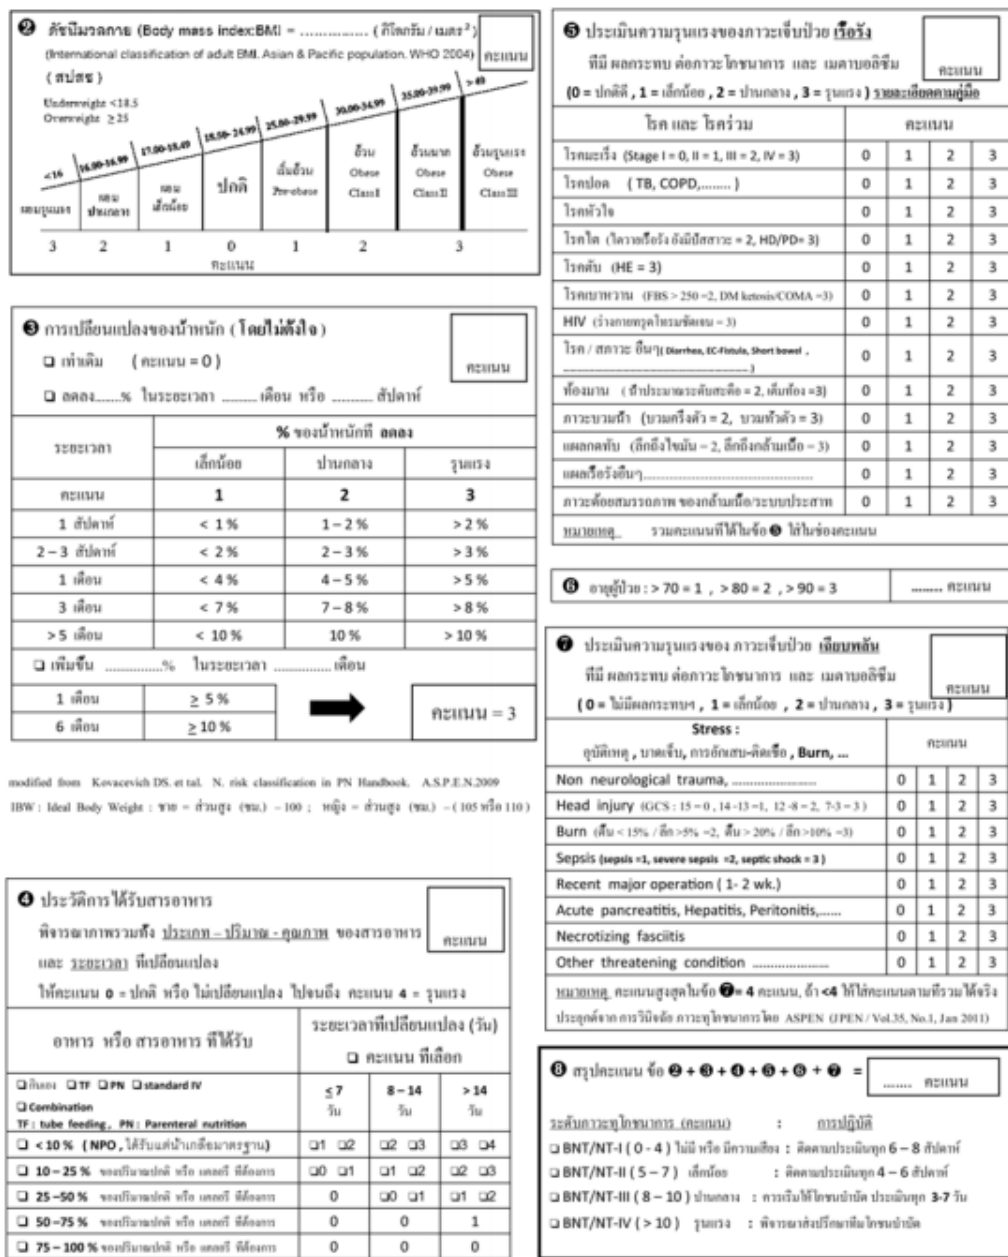 ❷ ดัชนีมวลกาย (Body mass index:BMI) = ................ ( กิโลกรัม / เมตร² )
(International classification of adult BMI. Asian & Pacific population. WHO 2004)
คะแนน
( สปสช )
Underweight <18.5
Overweight ≥ 25
<16 16.00-16.99 17.00-18.49 18.50-24.99 25.00-29.99 30.00-34.99 35.00-39.99 > 40
ผอมรุนแรง ผอมปานกลาง ผอมเล็กน้อย ปกติ เริ่มอ้วน Pre-obese อ้วน Obese Class I อ้วนมาก Obese Class II อ้วนรุนแรง Obese Class III
3 2 1 0 1 2 3
คะแนน
❸ การเปลี่ยนแปลงของน้ำหนัก ( โดยไม่ตั้งใจ )
❑ เท่าเดิม ( คะแนน = 0 )
คะแนน
❑ ลดลง.......% ในระยะเวลา ......... เดือน หรือ .......... สัปดาห์
ระยะเวลา % ของน้ำหนักที่ ลดลง
เล็กน้อย ปานกลาง รุนแรง
คะแนน 1 2 3
1 สัปดาห์ < 1 % 1 – 2 % > 2 %
2 – 3 สัปดาห์ < 2 % 2 – 3 % > 3 %
1 เดือน < 4 % 4 – 5 % > 5 %
3 เดือน < 7 % 7 – 8 % > 8 %
> 5 เดือน < 10 % 10 % > 10 %
❑ เพิ่มขึ้น ..............% ในระยะเวลา .............. เดือน
1 เดือน ≥ 5 %
6 เดือน ≥ 10 %
คะแนน = 3
modified from Kovacevich DS. et tal. N. risk classification in PN Handbook. A.S.P.E.N.2009
IBW : Ideal Body Weight : ชาย = ส่วนสูง (ซม.) – 100 ; หญิง = ส่วนสูง (ซม.) – ( 105 หรือ 110 )
❹ ประวัติการได้รับสารอาหาร
พิจารณาภาพรวมทั้ง ประเภท – ปริมาณ - คุณภาพ ของสารอาหาร
คะแนน
และ ระยะเวลา ที่เปลี่ยนแปลง
ให้คะแนน 0 = ปกติ หรือ ไม่เปลี่ยนแปลง ไปจนถึง คะแนน 4 = รุนแรง
อาหาร หรือ สารอาหาร ที่ได้รับ ระยะเวลาที่เปลี่ยนแปลง (วัน)
❑ คะแนน ที่เลือก
❑ กินเอง ❑ TF ❑ PN ❑ standard IV
❑ Combination
TF : tube feeding , PN : Parenteral nutrition
≤ 7 วัน 8 – 14 วัน > 14 วัน
❑ < 10 % ( NPO , ได้รับแต่น้ำเกลือมาตรฐาน) ❑1 ❑2 ❑2 ❑3 ❑3 ❑4
❑ 10 – 25 % ของปริมาณปกติ หรือ แคลอรี ที่ต้องการ ❑0 ❑1 ❑1 ❑2 ❑2 ❑3
❑ 25 –50 % ของปริมาณปกติ หรือ แคลอรี ที่ต้องการ 0 ❑0 ❑1 ❑1 ❑2
❑ 50 –75 % ของปริมาณปกติ หรือ แคลอรี ที่ต้องการ 0 0 1
❑ 75 – 100 % ของปริมาณปกติ หรือ แคลอรี ที่ต้องการ 0 0 0
❺ ประเมินความรุนแรงของภาวะเจ็บป่วย เรื้อรัง
ที่มี ผลกระทบ ต่อภาวะโภชนาการ และ เมตาบอลิซึม
คะแนน
(0 = ปกติดี , 1 = เล็กน้อย , 2 = ปานกลาง , 3 = รุนแรง ) รายละเอียดตามคู่มือ
โรค และ โรคร่วม คะแนน
โรคมะเร็ง (Stage I = 0, II = 1, III = 2, IV = 3) 0 1 2 3
โรคปอด ( TB, COPD,........ ) 0 1 2 3
โรคหัวใจ 0 1 2 3
โรคไต (ไตวายเรื้อรัง ยังมีปัสสาวะ = 2, HD/PD= 3) 0 1 2 3
โรคตับ (HE = 3) 0 1 2 3
โรคเบาหวาน (FBS > 250 =2, DM ketosis/COMA =3) 0 1 2 3
HIV (ร่างกายทรุดโทรมชัดเจน = 3) 0 1 2 3
โรค / สภาวะ อื่นๆ( Diarrhea, EC-Fistula, Short bowel , 0 1 2 3
.................................................. )
ท้องมาน ( น้ำประมาณระดับสะดือ = 2, เต็มท้อง =3) 0 1 2 3
ภาวะบวมน้ำ (บวมครึ่งตัว = 2, บวมทั่วตัว = 3) 0 1 2 3
แผลกดทับ (ลึกถึงไขมัน = 2, ลึกถึงกล้ามเนื้อ = 3) 0 1 2 3
แผลเรื้อรังอื่นๆ.................................................. 0 1 2 3
ภาวะด้อยสมรรถภาพ ของกล้ามเนื้อ/ระบบประสาท 0 1 2 3
หมายเหตุ รวมคะแนนที่ได้ในข้อ ❺ ใส่ในช่องคะแนน
❻ อายุผู้ป่วย : > 70 = 1 , > 80 = 2 , > 90 = 3 ........ คะแนน
❼ ประเมินความรุนแรงของ ภาวะเจ็บป่วย เฉียบพลัน
ที่มี ผลกระทบ ต่อภาวะโภชนาการ และ เมตาบอลิซึม
คะแนน
( 0 = ไม่มีผลกระทบฯ , 1 = เล็กน้อย , 2 = ปานกลาง , 3 = รุนแรง )
Stress : คะแนน
อุบัติเหตุ , บาดเจ็บ, การอักเสบ-ติดเชื้อ , Burn, ...
Non neurological trauma, .................... 0 1 2 3
Head injury (GCS : 15 = 0 , 14 -13 =1, 12 -8 = 2, 7-3 = 3 ) 0 1 2 3
Burn (ตื้น < 15% / ลึก >5% =2, ตื้น > 20% / ลึก >10% =3) 0 1 2 3
Sepsis (sepsis =1, severe sepsis =2, septic shock = 3 ) 0 1 2 3
Recent major operation ( 1- 2 wk.) 0 1 2 3
Acute pancreatitis, Hepatitis, Peritonitis,...... 0 1 2 3
Necrotizing fasciitis 0 1 2 3
Other threatening condition .................... 0 1 2 3
หมายเหตุ คะแนนสูงสุดในข้อ ❼= 4 คะแนน, ถ้า <4 ให้ใส่คะแนนตามที่รวมได้จริง
ประยุกต์จาก การวินิจฉัย ภาวะทุโภชนาการ โดย ASPEN (JPEN / Vol.35, No.1, Jan 2011)
❽ สรุปคะแนน ข้อ ❷ + ❸ + ❹ + ❺ + ❻ + ❼ = ....... คะแนน
ระดับภาวะทุโภชนาการ (คะแนน) : การปฏิบัติ
❑ BNT/NT-I ( 0 - 4 ) ไม่มี หรือ มีความเสี่ยง : ติดตามประเมินทุก 6 – 8 สัปดาห์
❑ BNT/NT-II ( 5 – 7 ) เล็กน้อย : ติดตามประเมินทุก 4 – 6 สัปดาห์
❑ BNT/NT-III ( 8 – 10 ) ปานกลาง : ควรเริ่มให้โภชนบำบัด ประเมินทุก 3-7 วัน
❑ BNT/NT-IV ( > 10 ) รุนแรง : พิจารณาส่งปรึกษาทีมโภชนบำบัด